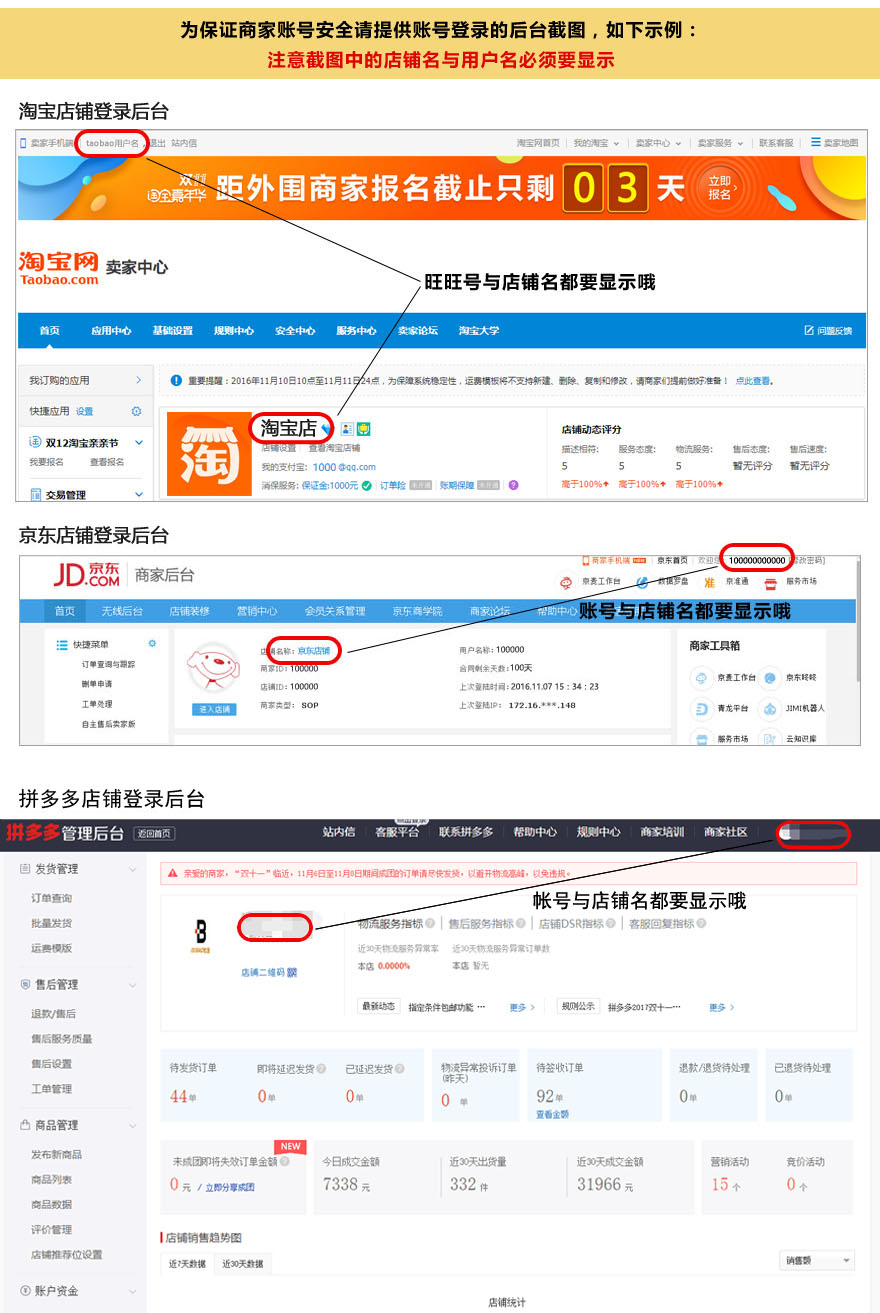 为保证商家账号安全请提供账号登录的后台截图，如下示例：
注意截图中的店铺名与用户名必须要显示
淘宝店铺登录后台
卖家手机端 taobao用户名，退出 站内信 淘宝网首页 我的淘宝 卖家中心 卖家服务 联系客服 卖家地图
淘宝嘉年华 距外围商家报名截止只剩 03 天 立即报名
淘宝网 卖家中心
Taobao.com
旺旺号与店铺名都要显示哦
首页 应用中心 基础设置 规则中心 安全中心 服务中心 卖家论坛 淘宝大学 问题反馈
我订购的应用
重要提醒：2016年11月10日10点至11月11日24点，为保障系统稳定性，运费模板将不支持新建、删除、复制和修改，请商家们提前做好准备！ 点此查看。
快捷应用 设置
淘 淘宝店 店铺动态评分
双12淘宝亲亲节
店铺设置 查看淘宝店铺 描述相符： 服务态度： 物流服务： 售后态度： 售后速度：
我要报名 查看报名
我的支付宝：1000 @qq.com 5 5 5 暂无评分 暂无评分
消保服务：保证金:1000元 订单险 未开通 账期保障 未开通 高于100% 高于100% 高于100%
交易管理
京东店铺登录后台
JD京东.COM 商家后台
商家手机端 NEW 京东首页 欢迎您 100000000000 [修改密码]
京麦工作台 数据罗盘 准 京准通 服务市场
首页 无线后台 店铺装修 营销中心 会员关系管理 京东商学院 商家论坛 帮助中心
账号与店铺名都要显示哦
快捷菜单
订单查询与跟踪
删单申请
工单处理
自主售后卖家版
店铺名称：京东店铺 用户名称：100000
商家ID：100000 合同剩余天数：100天
店铺ID：100000 上次登陆时间：2016.11.07 15：34：23
进入店铺 商家类型： SOP 上次登陆IP： 172.16.***.148
商家工具箱
京麦工作台 京东咚咚
青龙平台 JIMI机器人
服务市场 云知识库
拼多多店铺登录后台
拼多多管理后台 返回首页 站内信 客服平台 联系拼多多 帮助中心 规则中心 商家培训 商家社区
发货管理
订单查询
批量发货
运费模版
售后管理
退款/售后
售后服务质量
售后设置
工单管理
商品管理
发布新商品
商品列表
商品数据
评价管理
店铺推荐位设置
账户资金
亲爱的商家，“双十一”临近，11月6日至11月8日期间成团的订单请尽快发货，以避开物流高峰，以免违规。
帐号与店铺名都要显示哦
店铺二维码
物流服务指标 售后服务指标 店铺DSR指标 客服回复指标
近30天物流服务异常率 近30天物流服务异常订单数
本店 0.0000% 本店 暂无
最新动态 指定条件包邮功能 ··· 更多 规则公示 拼多多2017双十一··· 更多
待发货订单 即将延迟发货 已延迟发货 物流异常投诉订单(昨天) 待签收订单 退款/退货待处理 已退货待处理
44单 0单 0单 0 单 92单 0单 0单
查看金额
NEW
未成团即将失效订单金额 今日成交金额 近30天出货量 近30天成交金额 营销活动 竞价活动
0 元 / 立即分享成团 7338 元 332 件 31966 元 15 个 0 个
店铺销售趋势图
近7天数据 近30天数据 销售额
店铺统计